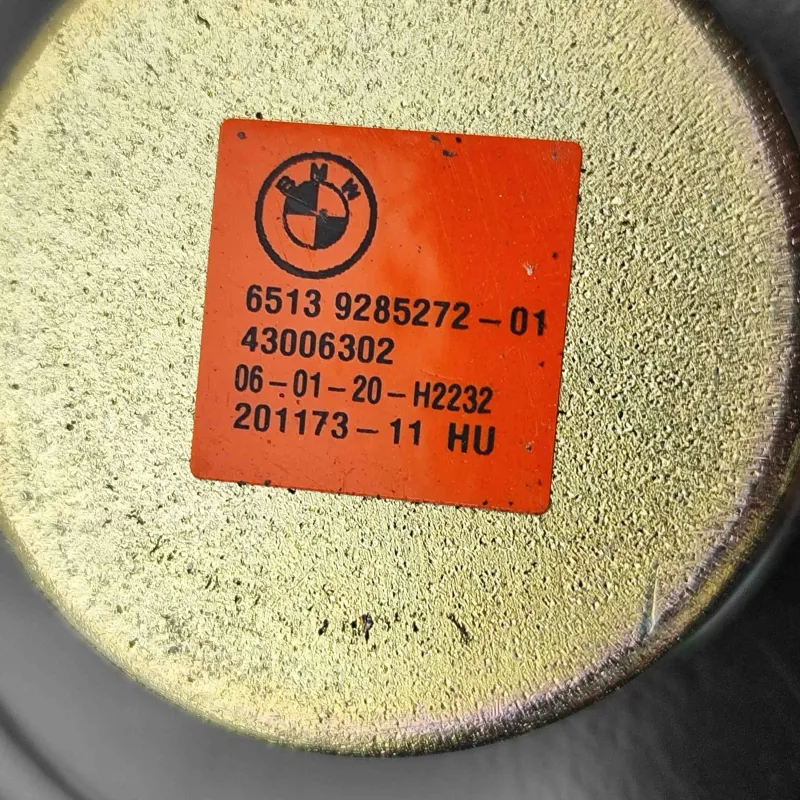 BMW
6513 9285272-01
43006302
06-01-20-H2232
201173-11 HU